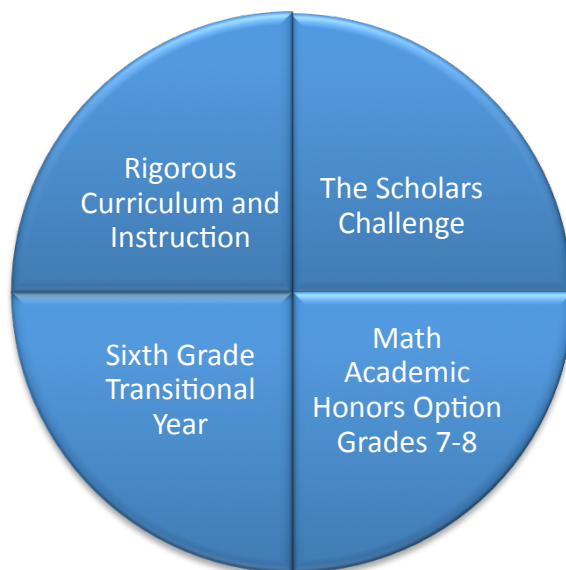 Rigorous
Curriculum and
Instruction
The Scholars
Challenge
Sixth Grade
Transitional
Year
Math
Academic
Honors Option
Grades 7-8